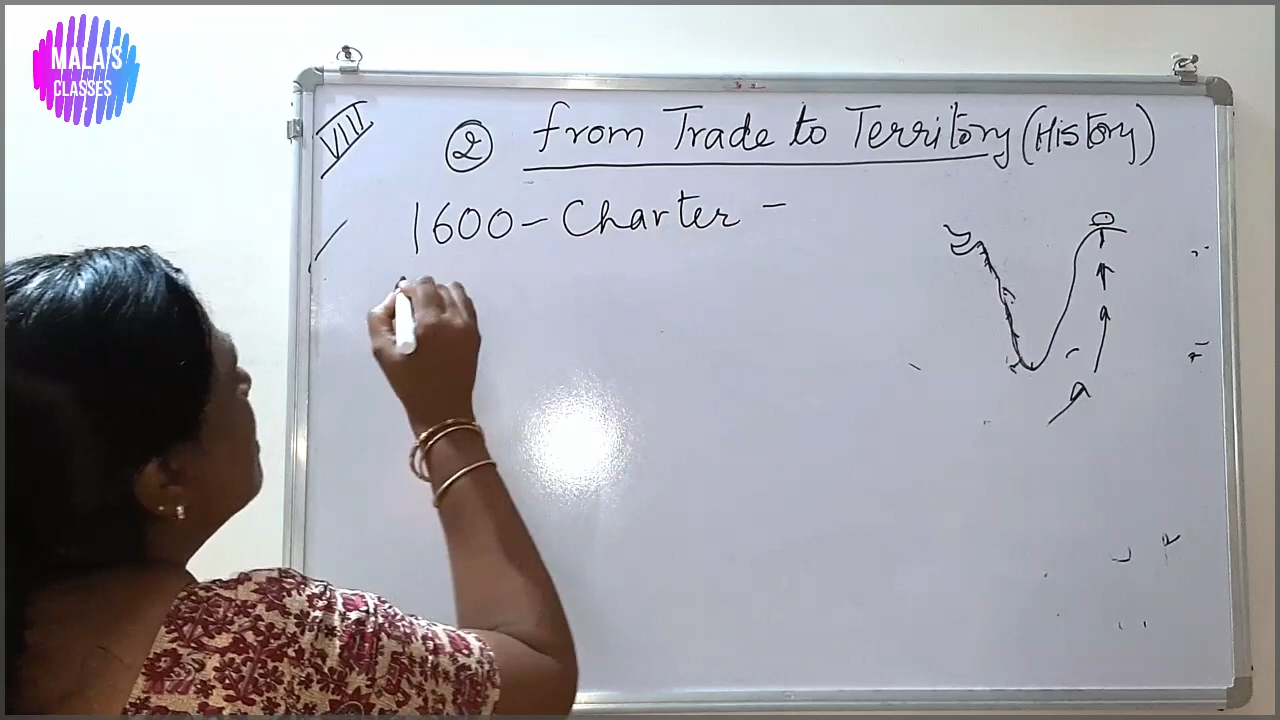 MALA'S
CLASSES
VIII
② from Trade to Territory (History)
1600 - Charter -